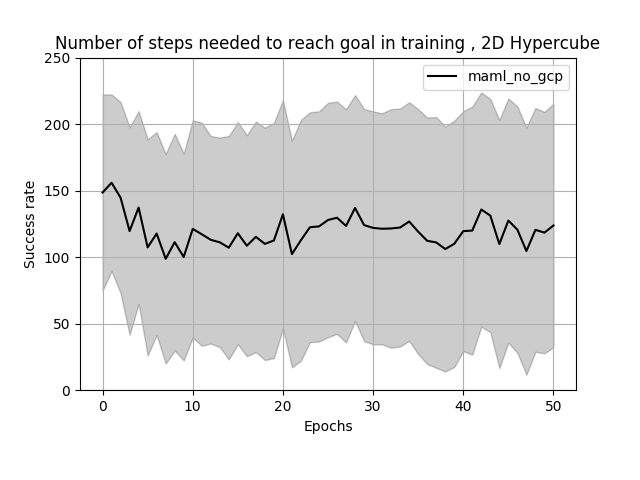 Number of steps needed to reach goal in training , 2D Hypercube
maml_no_gcp
Success rate
250
200
150
100
50
0
0 10 20 30 40 50
Epochs